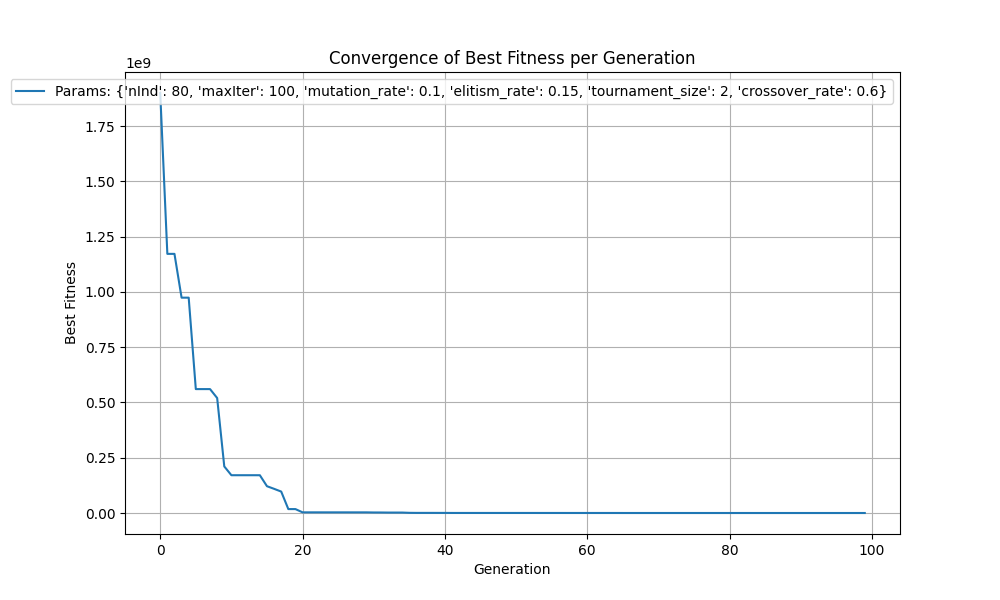 Convergence of Best Fitness per Generation
1e9
Params: {'nInd': 80, 'maxIter': 100, 'mutation_rate': 0.1, 'elitism_rate': 0.15, 'tournament_size': 2, 'crossover_rate': 0.6}
1.75
1.50
1.25
1.00
0.75
0.50
0.25
0.00
Best Fitness
0 20 40 60 80 100
Generation